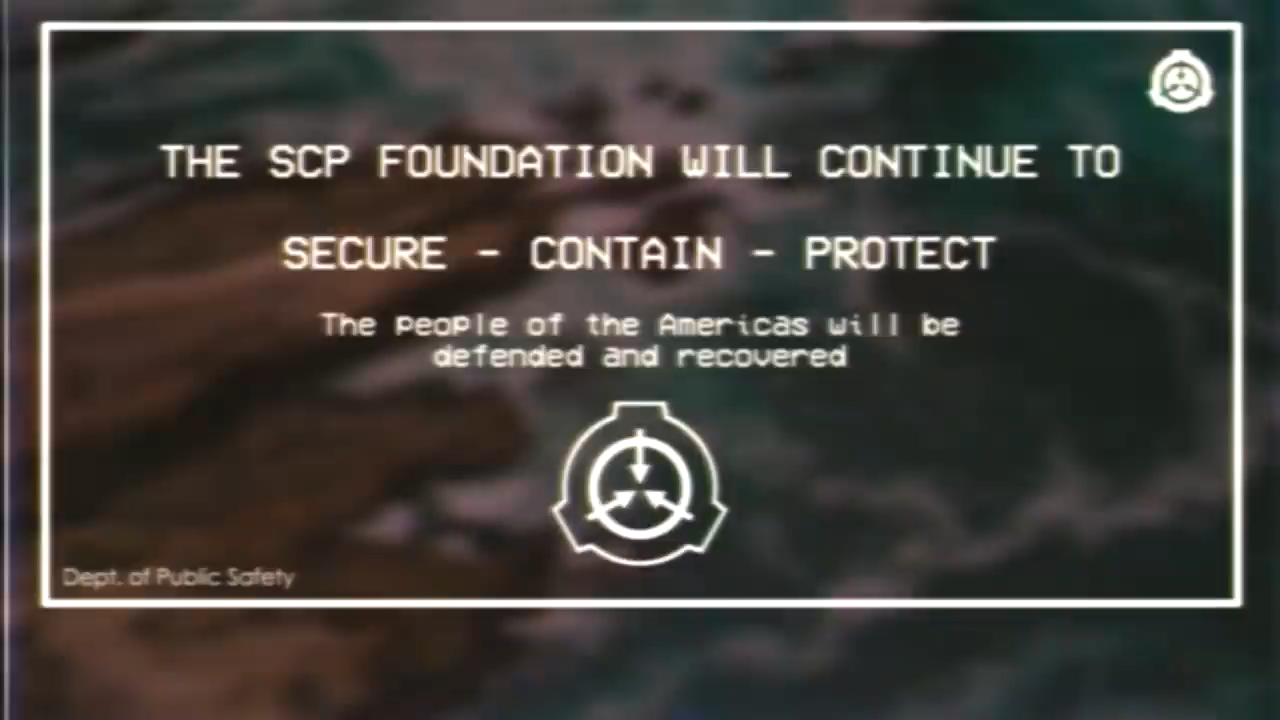 THE SCP FOUNDATION WILL CONTINUE TO
SECURE - CONTAIN - PROTECT
The people of the Americas will be
defended and recovered
Dept. of Public Safety